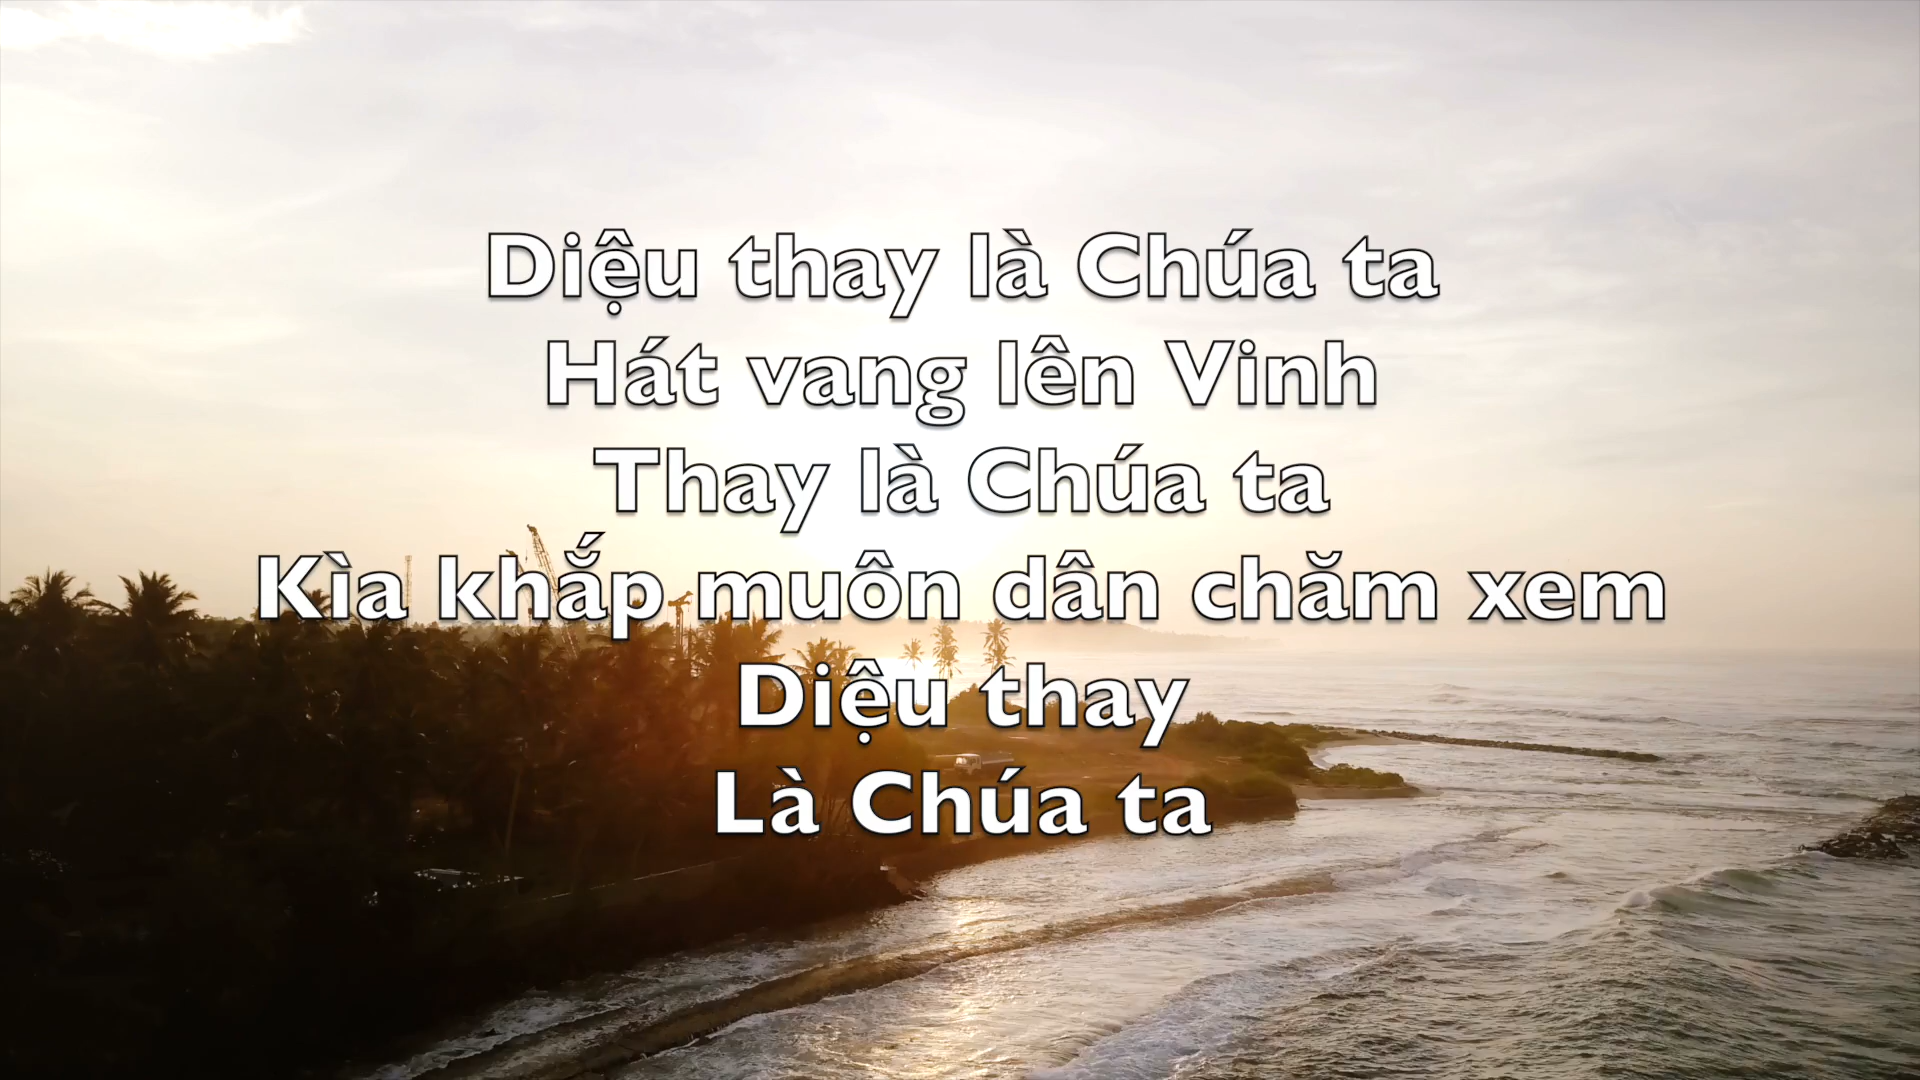 Diệu thay là Chúa ta
Hát vang lên Vinh
Thay là Chúa ta
Kìa khắp muôn dân chăm xem
Diệu thay
Là Chúa ta